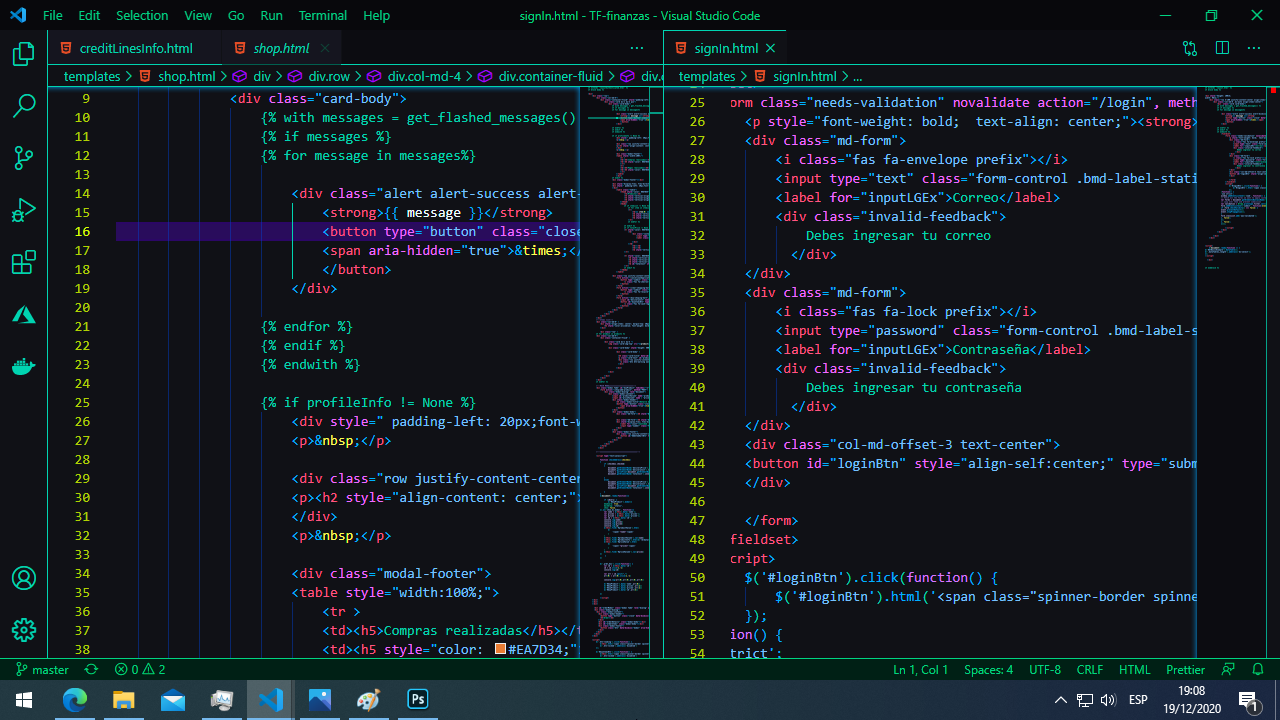 File Edit Selection View Go Run Terminal Help signIn.html - TF-finanzas - Visual Studio Code
creditLinesInfo.html shop.html ···
templates > shop.html > div > div.row > div.col-md-4 > div.container-fluid > div.c
9 <div class="card-body">
10 {% with messages = get_flashed_messages()
11 {% if messages %}
12 {% for message in messages%}
13
14 <div class="alert alert-success alert-
15 <strong>{{ message }}</strong>
16 <button type="button" class="close
17 <span aria-hidden="true">&times;</
18 </button>
19 </div>
20
21 {% endfor %}
22 {% endif %}
23 {% endwith %}
24
25 {% if profileInfo != None %}
26 <div style=" padding-left: 20px;font-w
27 <p>&nbsp;</p>
28
29 <div class="row justify-content-center
30 <p><h2 style="align-content: center;">
31 </div>
32 <p>&nbsp;</p>
33
34 <div class="modal-footer">
35 <table style="width:100%;">
36 <tr >
37 <td><h5>Compras realizadas</h5></t
38 <td><h5 style="color: #EA7D34;"
signIn.html ···
templates > signIn.html > ...
25 orm class="needs-validation" novalidate action="/login", meth
26 <p style="font-weight: bold;  text-align: center;"><strong>
27 <div class="md-form">
28 <i class="fas fa-envelope prefix"></i>
29 <input type="text" class="form-control .bmd-label-stati
30 <label for="inputLGEx">Correo</label>
31 <div class="invalid-feedback">
32 Debes ingresar tu correo
33 </div>
34 </div>
35 <div class="md-form">
36 <i class="fas fa-lock prefix"></i>
37 <input type="password" class="form-control .bmd-label-s
38 <label for="inputLGEx">Contraseña</label>
39 <div class="invalid-feedback">
40 Debes ingresar tu contraseña
41 </div>
42 </div>
43 <div class="col-md-offset-3 text-center">
44 <button id="loginBtn" style="align-self:center;" type="subm
45 </div>
46
47 </form>
48 fieldset>
49 cript>
50 $('#loginBtn').click(function() {
51 $('#loginBtn').html('<span class="spinner-border spinne
52 });
53 ion() {
54 trict';
master 0 2 Ln 1, Col 1 Spaces: 4 UTF-8 CRLF HTML Prettier
Ps ESP 19:08
19/12/2020 1